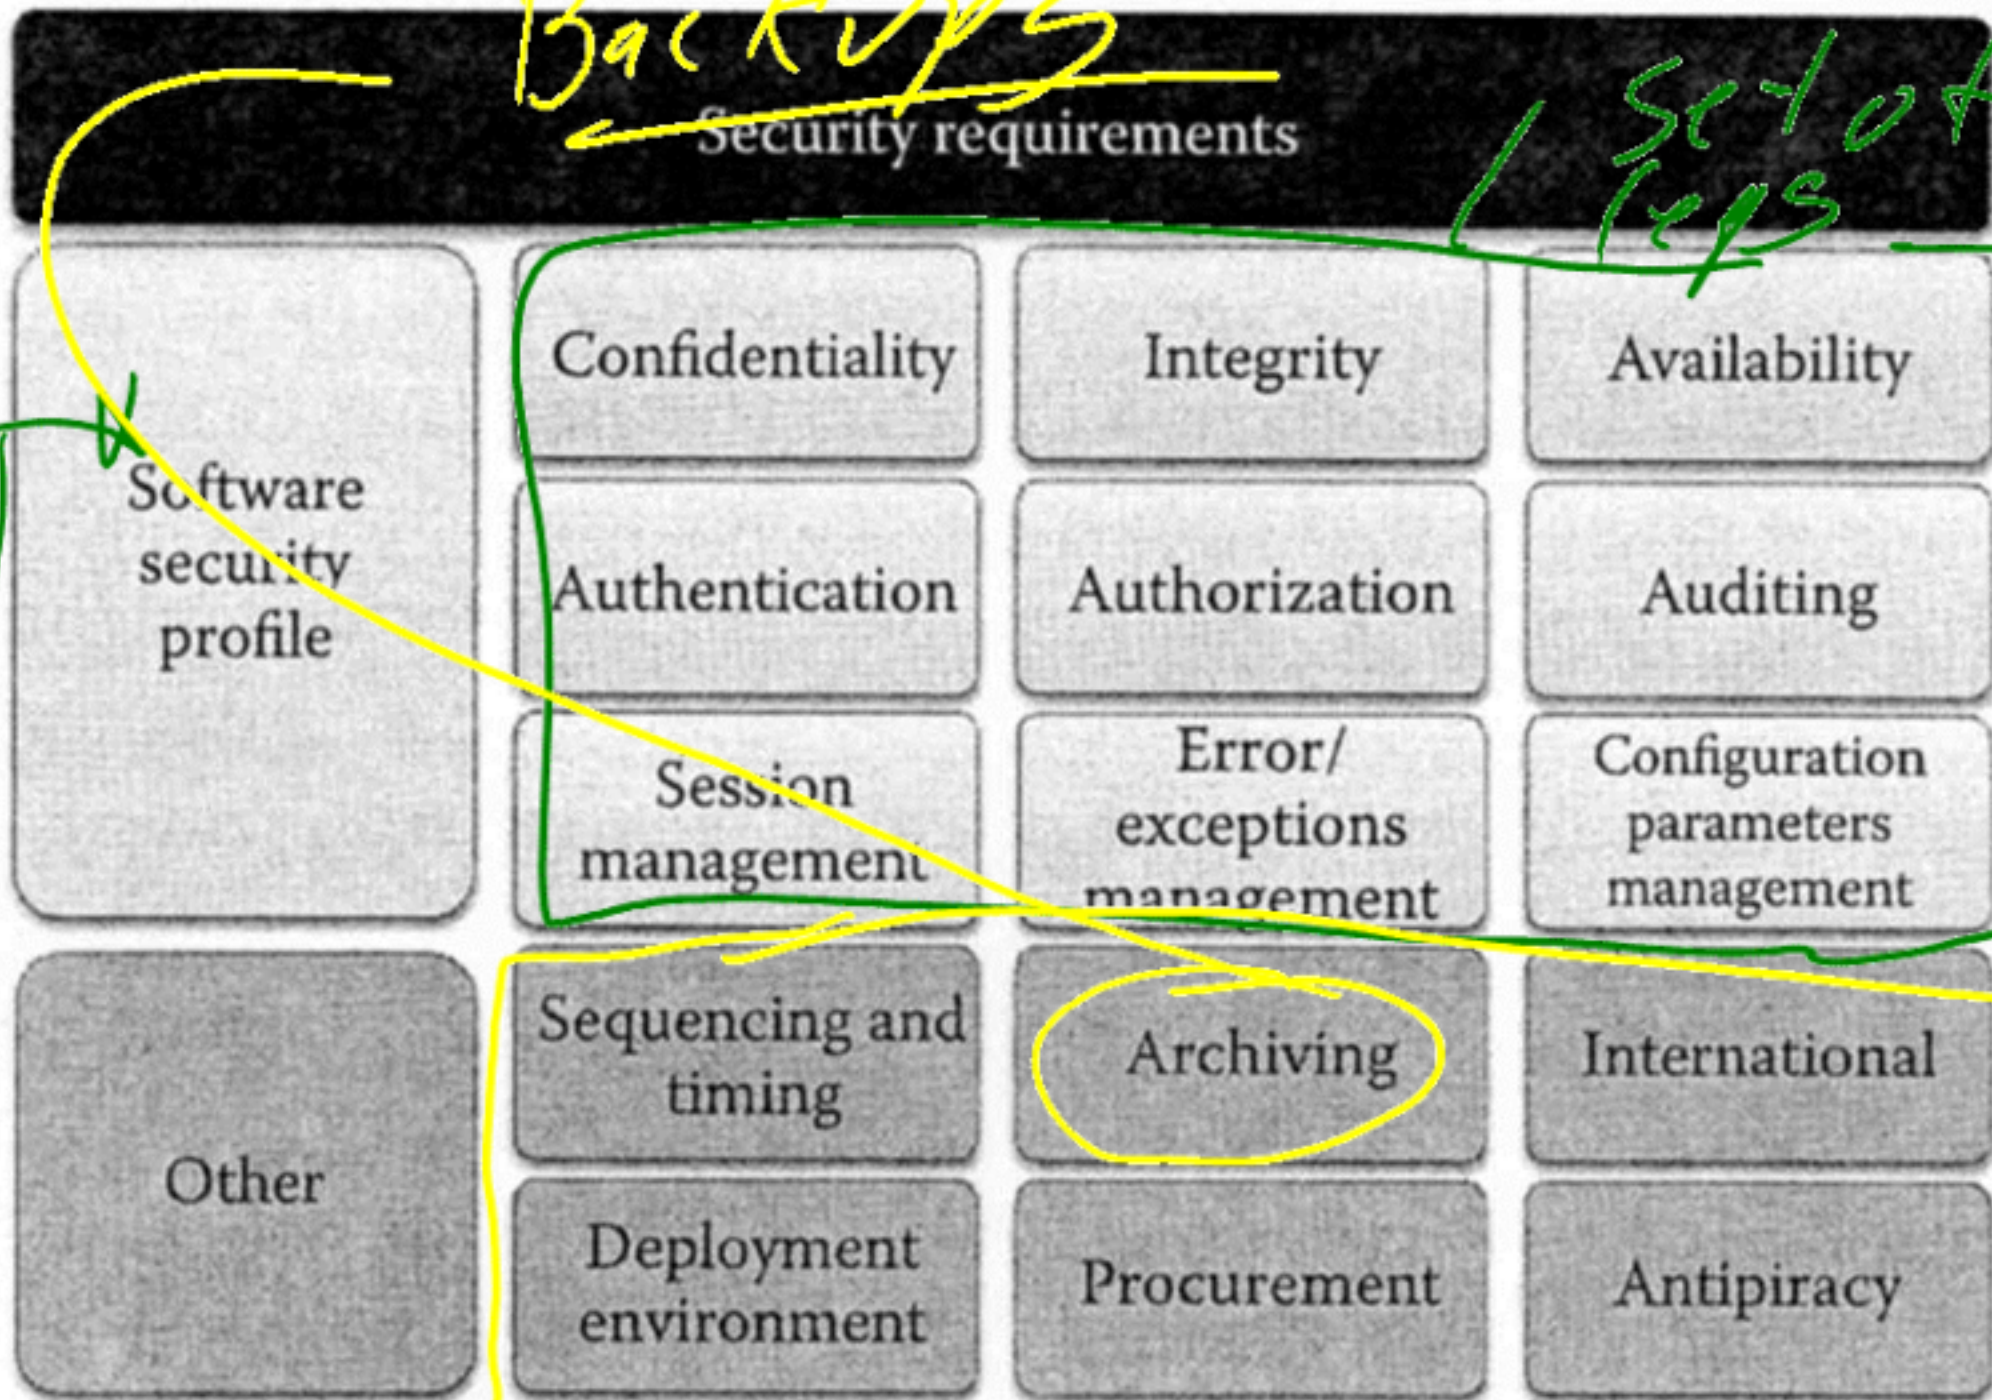 Backups
Security requirements
Set of
reqs
Confidentiality
Integrity
Availability
Software
security
profile
Authentication
Authorization
Auditing
Session
management
Error/
exceptions
management
Configuration
parameters
management
Other
Sequencing and
timing
Archiving
International
Deployment
environment
Procurement
Antipiracy